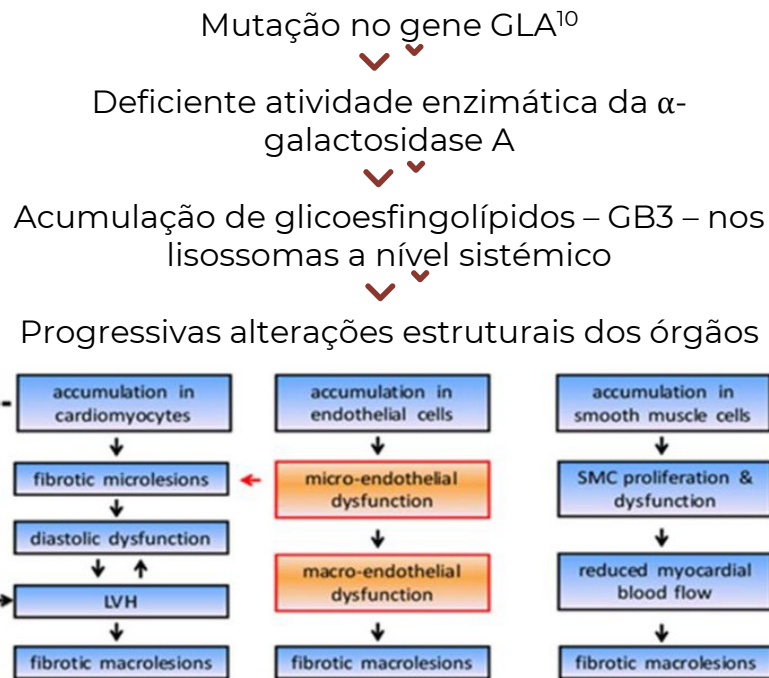 Mutação no gene GLA¹⁰
Deficiente atividade enzimática da α-
galactosidase A
Acumulação de glicoesfingolípidos – GB3 – nos
lisossomas a nível sistémico
Progressivas alterações estruturais dos órgãos
accumulation in
cardiomyocytes
fibrotic microlesions
diastolic dysfunction
LVH
fibrotic macrolesions
accumulation in
endothelial cells
micro-endothelial
dysfunction
macro-endothelial
dysfunction
fibrotic macrolesions
accumulation in
smooth muscle cells
SMC proliferation &
dysfunction
reduced myocardial
blood flow
fibrotic macrolesions